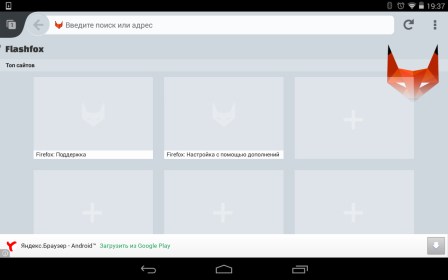 19:37
1
Введите поиск или адрес
Flashfox
Топ сайтов
Firefox: Поддержка
Firefox: Настройка с помощью дополнений
Яндекс.Браузер - Android™ Загрузить из Google Play